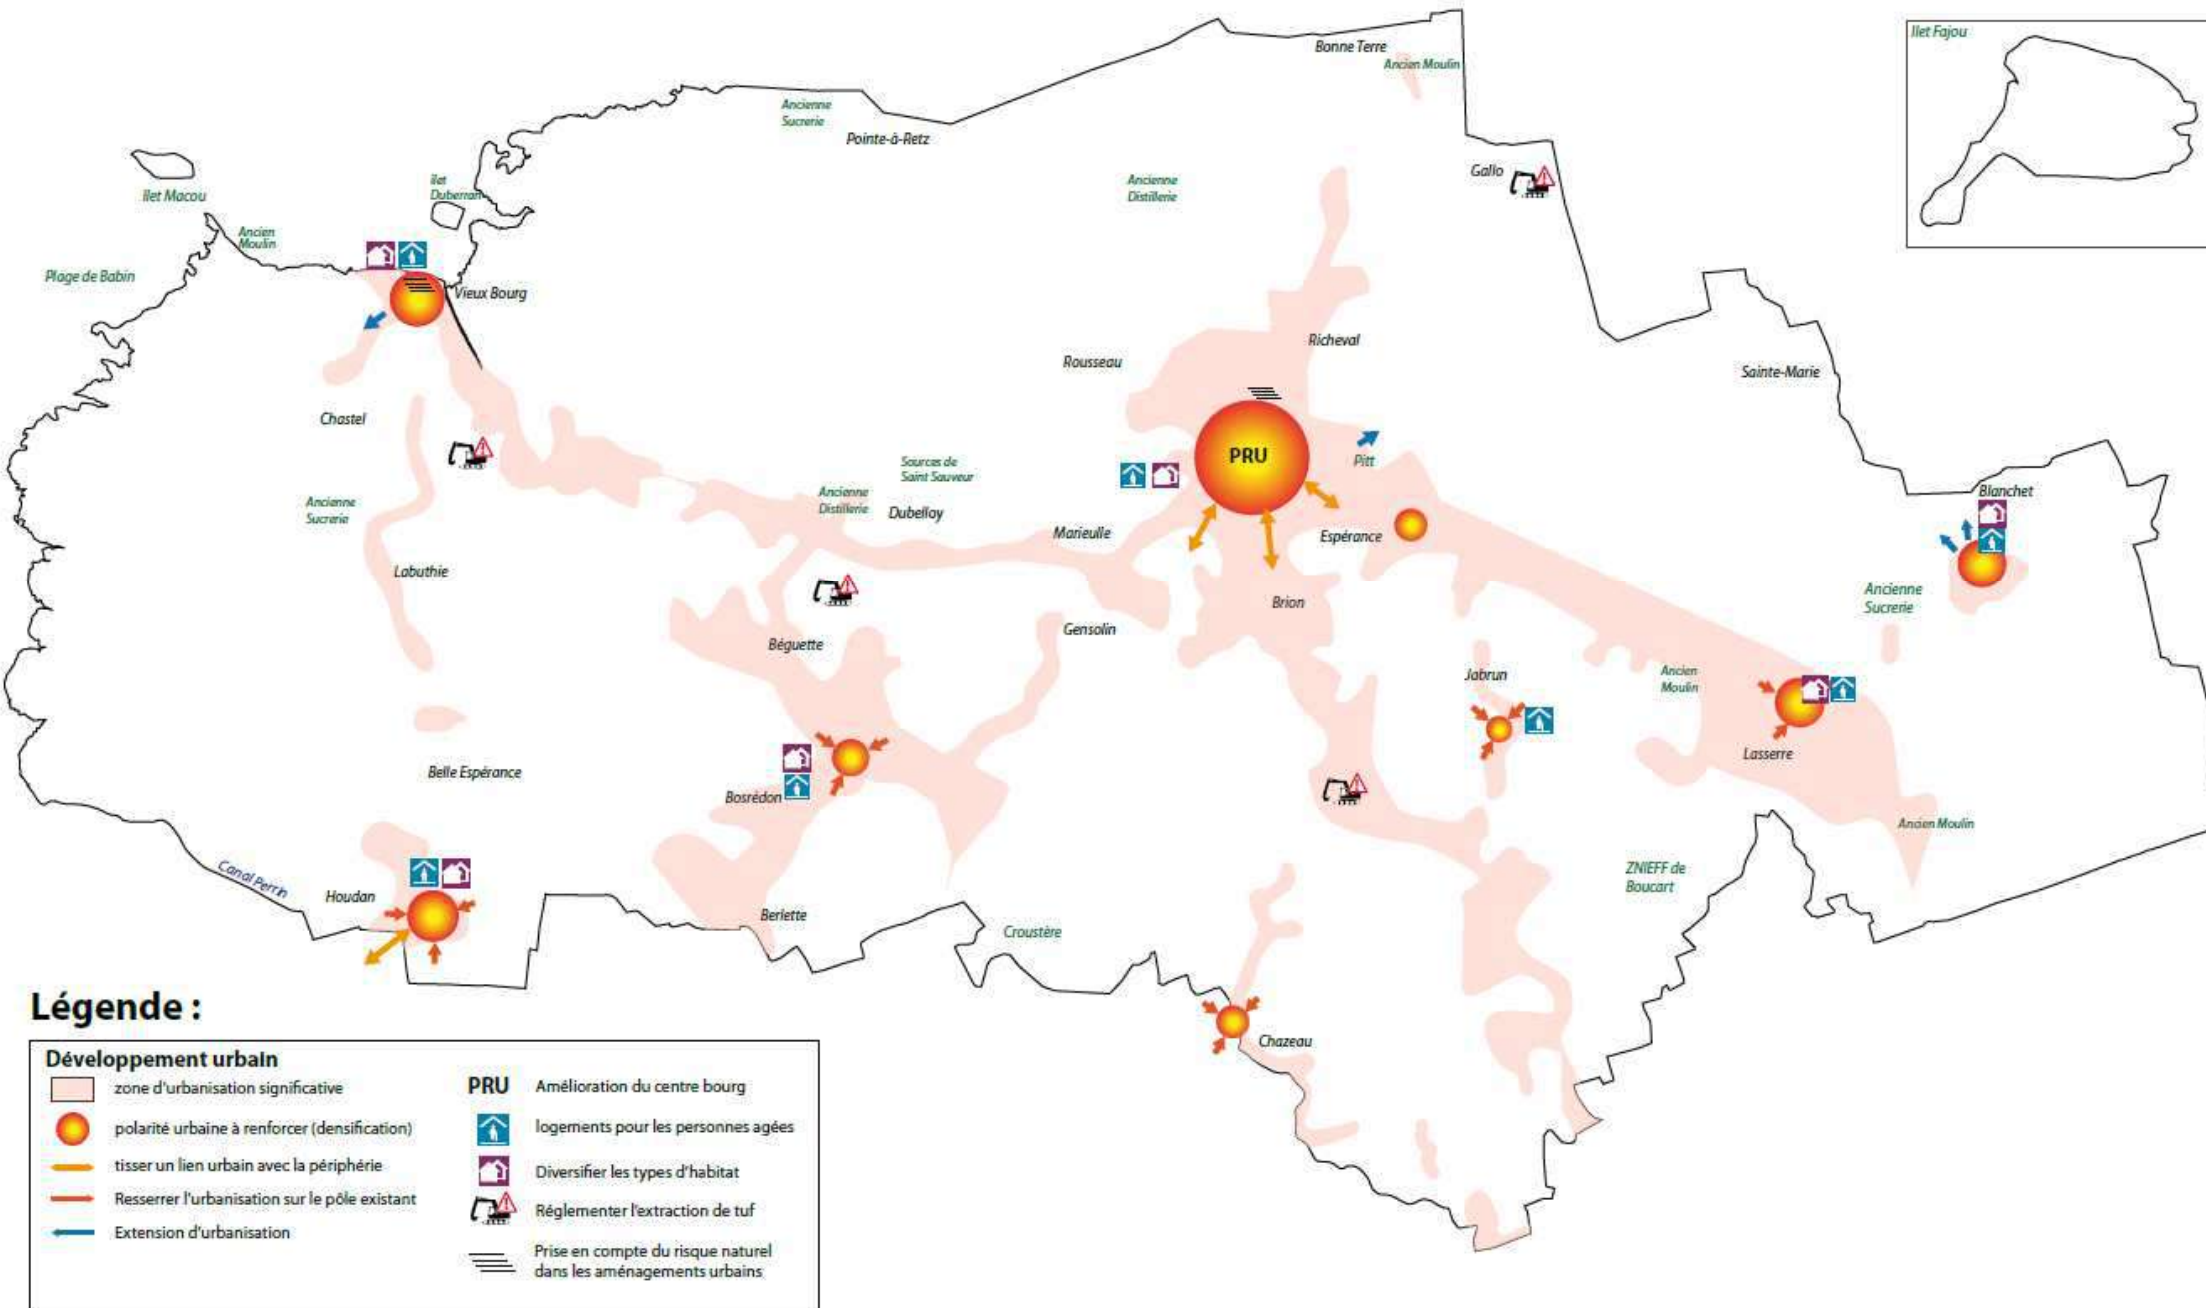 Bonne Terre
Ancien Moulin
Ilet Fajou
Ancienne
Sucrerie
Pointe-à-Retz
Ancienne
Distillerie
Gallo
îlet
Duberran
Ilet Macou
Ancien
Moulin
Plage de Babin
Vieux Bourg
Richeval
Rousseau
Sainte-Marie
Chastel
PRU
Pitt
Sources de
Saint Sauveur
Ancienne
Distillerie
Dubelloy
Ancienne
Sucrerie
Marieulle
Espérance
Blanchet
Labuthie
Brion
Ancienne
Sucrerie
Béguette
Gensolin
Jabrun
Ancien
Moulin
Lasserre
Belle Espérance
Bosrédon
Ancien Moulin
Canal Perrin
Houdan
Berlette
Croustère
ZNIEFF de
Boucart
Chazeau
Légende :
Développement urbain
zone d'urbanisation significative
polarité urbaine à renforcer (densification)
tisser un lien urbain avec la périphérie
Resserrer l'urbanisation sur le pôle existant
Extension d'urbanisation
PRU Amélioration du centre bourg
logements pour les personnes agées
Diversifier les types d'habitat
Réglementer l'extraction de tuf
Prise en compte du risque naturel
dans les aménagements urbains